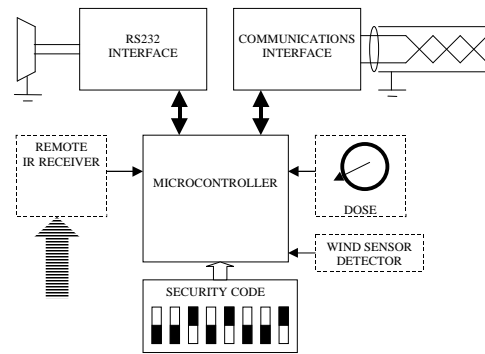 RS232
INTERFACE
COMMUNICATIONS
INTERFACE
REMOTE
IR RECEIVER
MICROCONTROLLER
DOSE
WIND SENSOR
DETECTOR
SECURITY CODE